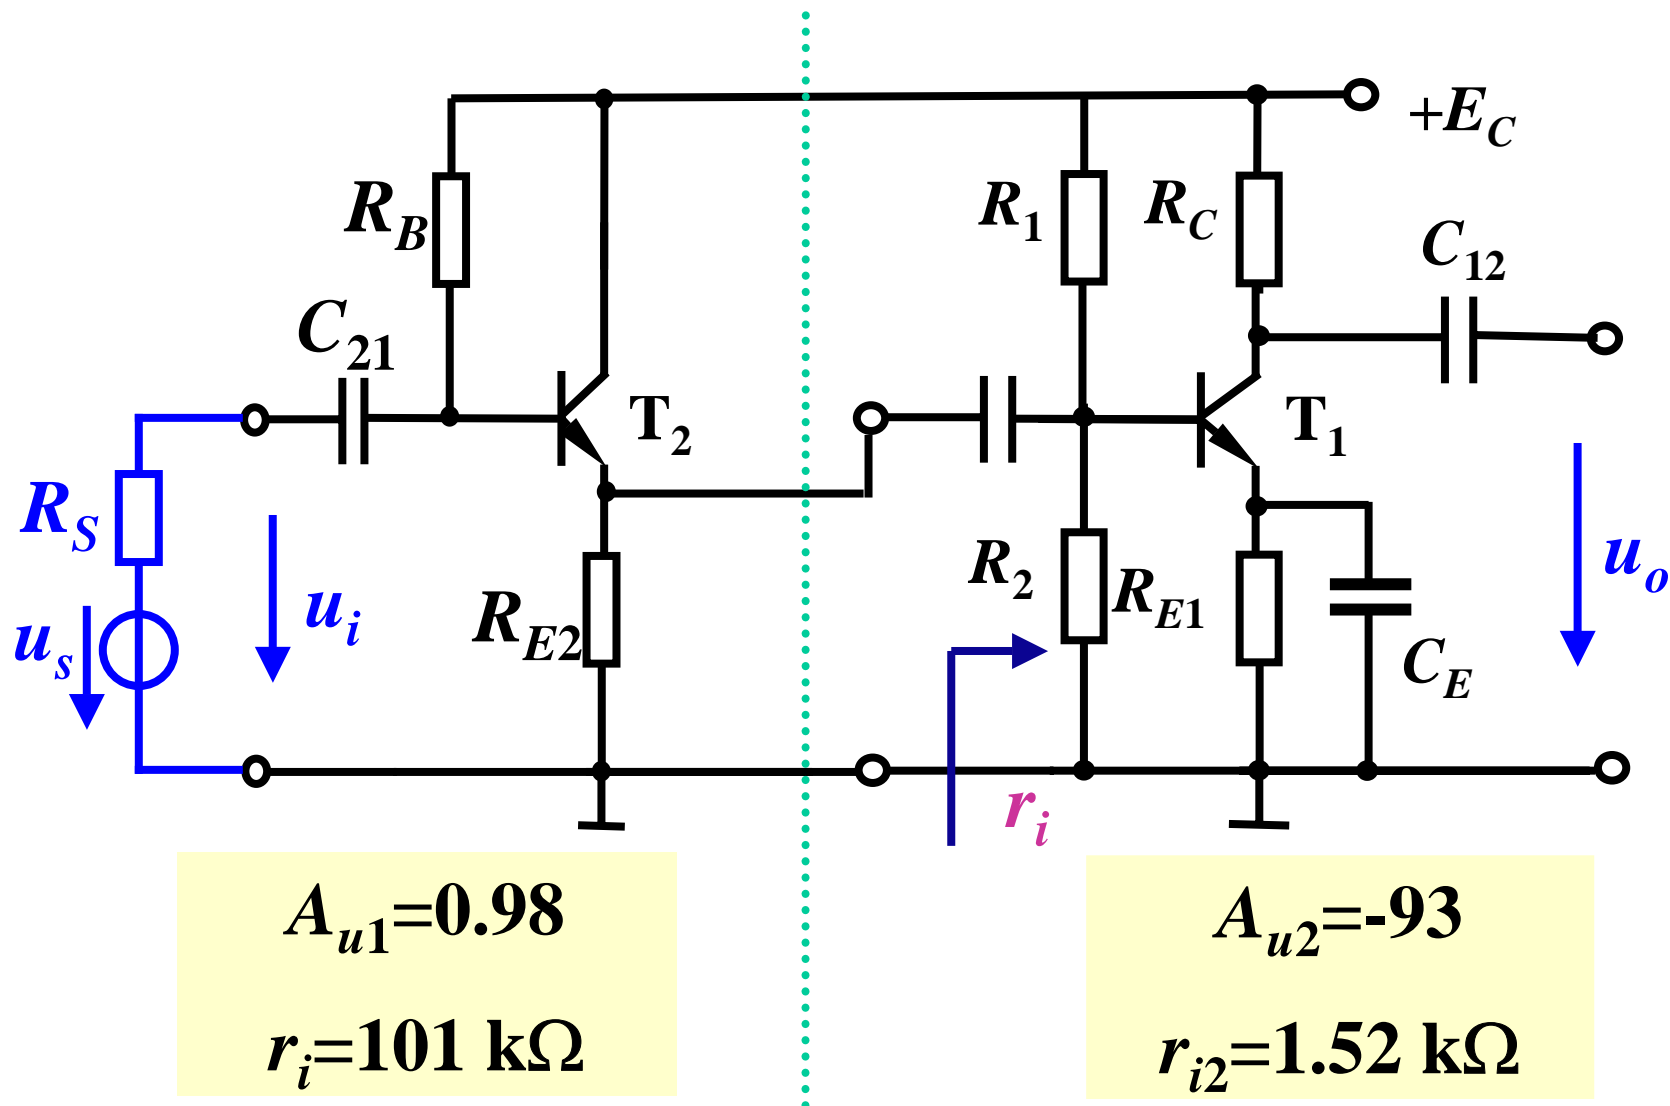 +E_C
R_B
R_1
R_C
C_12
C_21
T_2
T_1
R_S
R_2
R_E1
u_o
u_i
R_E2
u_s
C_E
r_i
A_u1=0.98
A_u2=-93
r_i=101 kΩ
r_i2=1.52 kΩ